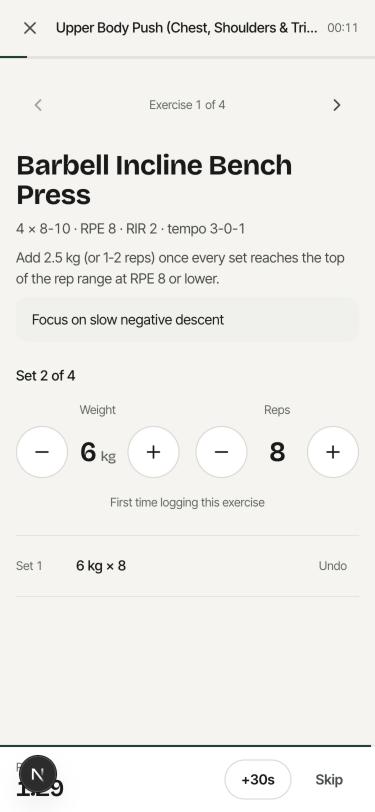 Upper Body Push (Chest, Shoulders & Tri... 00:11
Exercise 1 of 4
Barbell Incline Bench
Press
4 × 8-10 · RPE 8 · RIR 2 · tempo 3-0-1
Add 2.5 kg (or 1-2 reps) once every set reaches the top
of the rep range at RPE 8 or lower.
Focus on slow negative descent
Set 2 of 4
Weight Reps
6 kg 8
First time logging this exercise
Set 1 6 kg × 8 Undo
N
+30s Skip